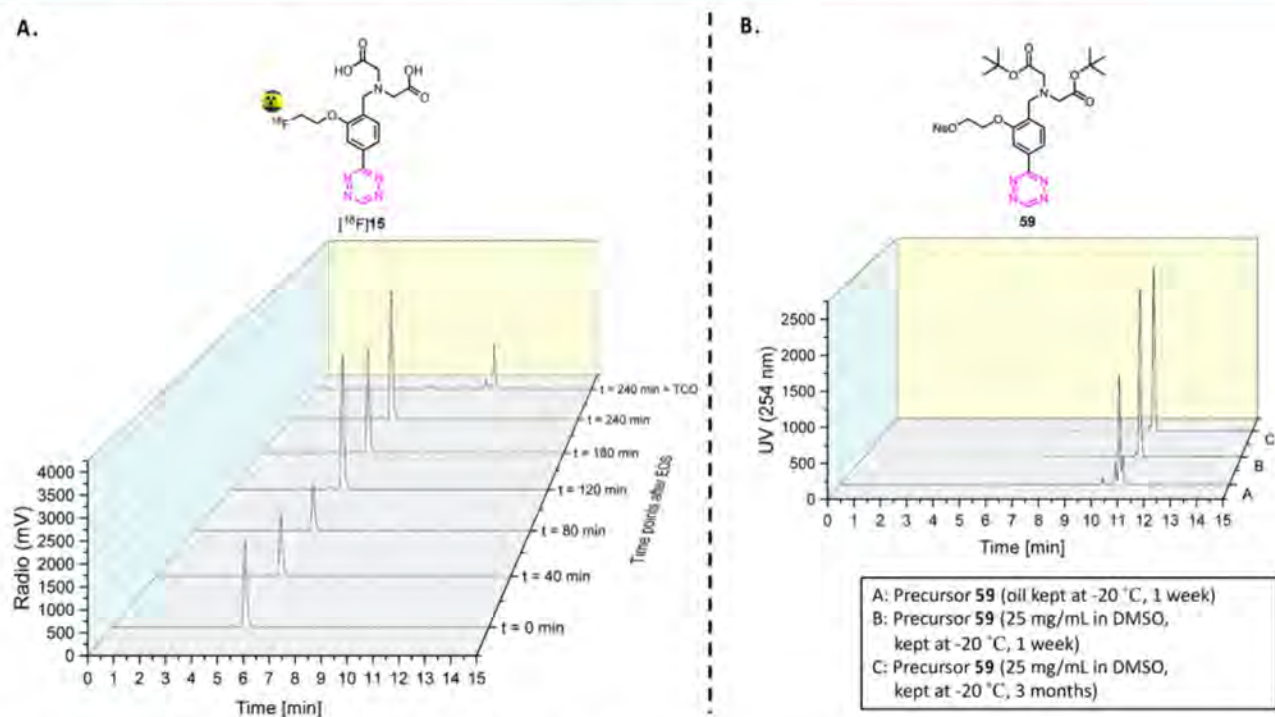 A.
O
HO
OH
N
O
O
¹⁸F
N
N
N
N
[¹⁸F]15
4000
3500
3000
2500
2000
1500
1000
500
0
Radio (mV)
0 1 2 3 4 5 6 7 8 9 10 11 12 13 14 15
Time [min]
t = 240 min + TCO
t = 240 min
t = 180 min
t = 120 min
t = 80 min
t = 40 min
t = 0 min
Time points after EOS
B.
O
O
O
O
N
NsO
O
N
N
N
N
59
2500
2000
1500
1000
500
0
UV (254 nm)
0 1 2 3 4 5 6 7 8 9 10 11 12 13 14 15
Time [min]
C
B
A
A: Precursor 59 (oil kept at -20 °C, 1 week)
B: Precursor 59 (25 mg/mL in DMSO,
kept at -20 °C, 1 week)
C: Precursor 59 (25 mg/mL in DMSO,
kept at -20 °C, 3 months)